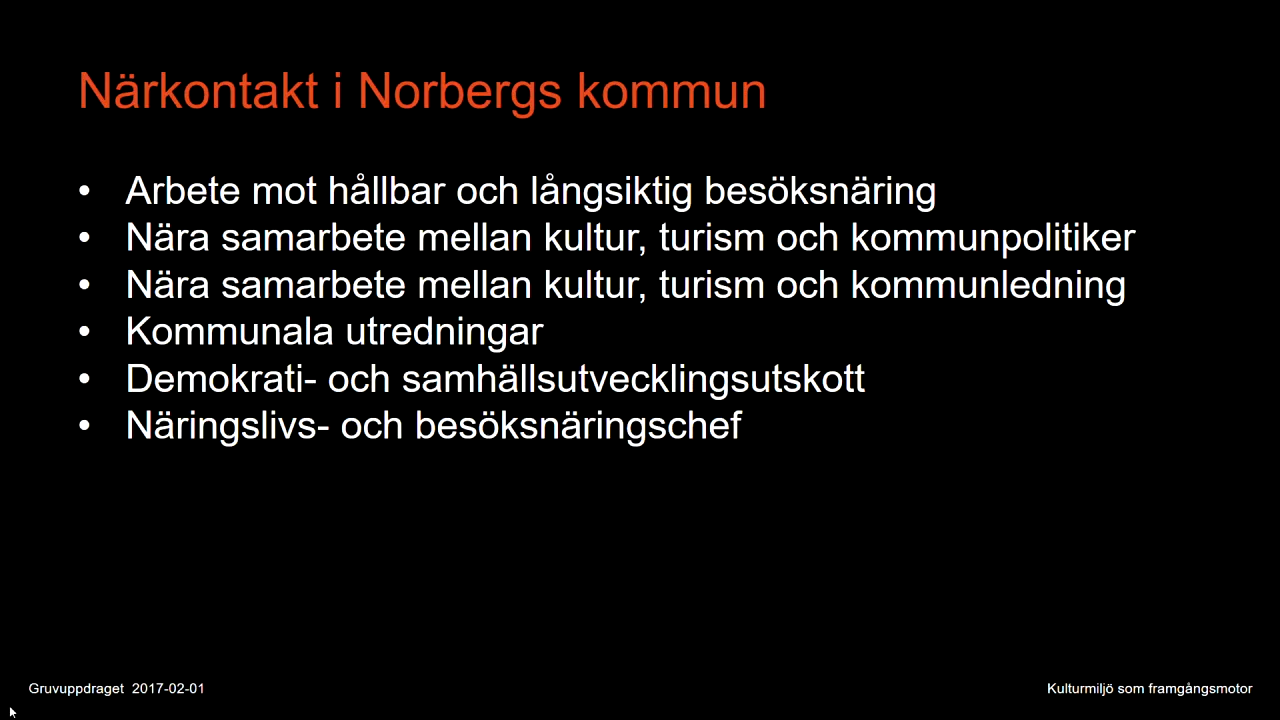 Närkontakt i Norbergs kommun
• Arbete mot hållbar och långsiktig besöksnäring
• Nära samarbete mellan kultur, turism och kommunpolitiker
• Nära samarbete mellan kultur, turism och kommunledning
• Kommunala utredningar
• Demokrati- och samhällsutvecklingsutskott
• Näringslivs- och besöksnäringschef
Gruvuppdraget 2017-02-01
Kulturmiljö som framgångsmotor